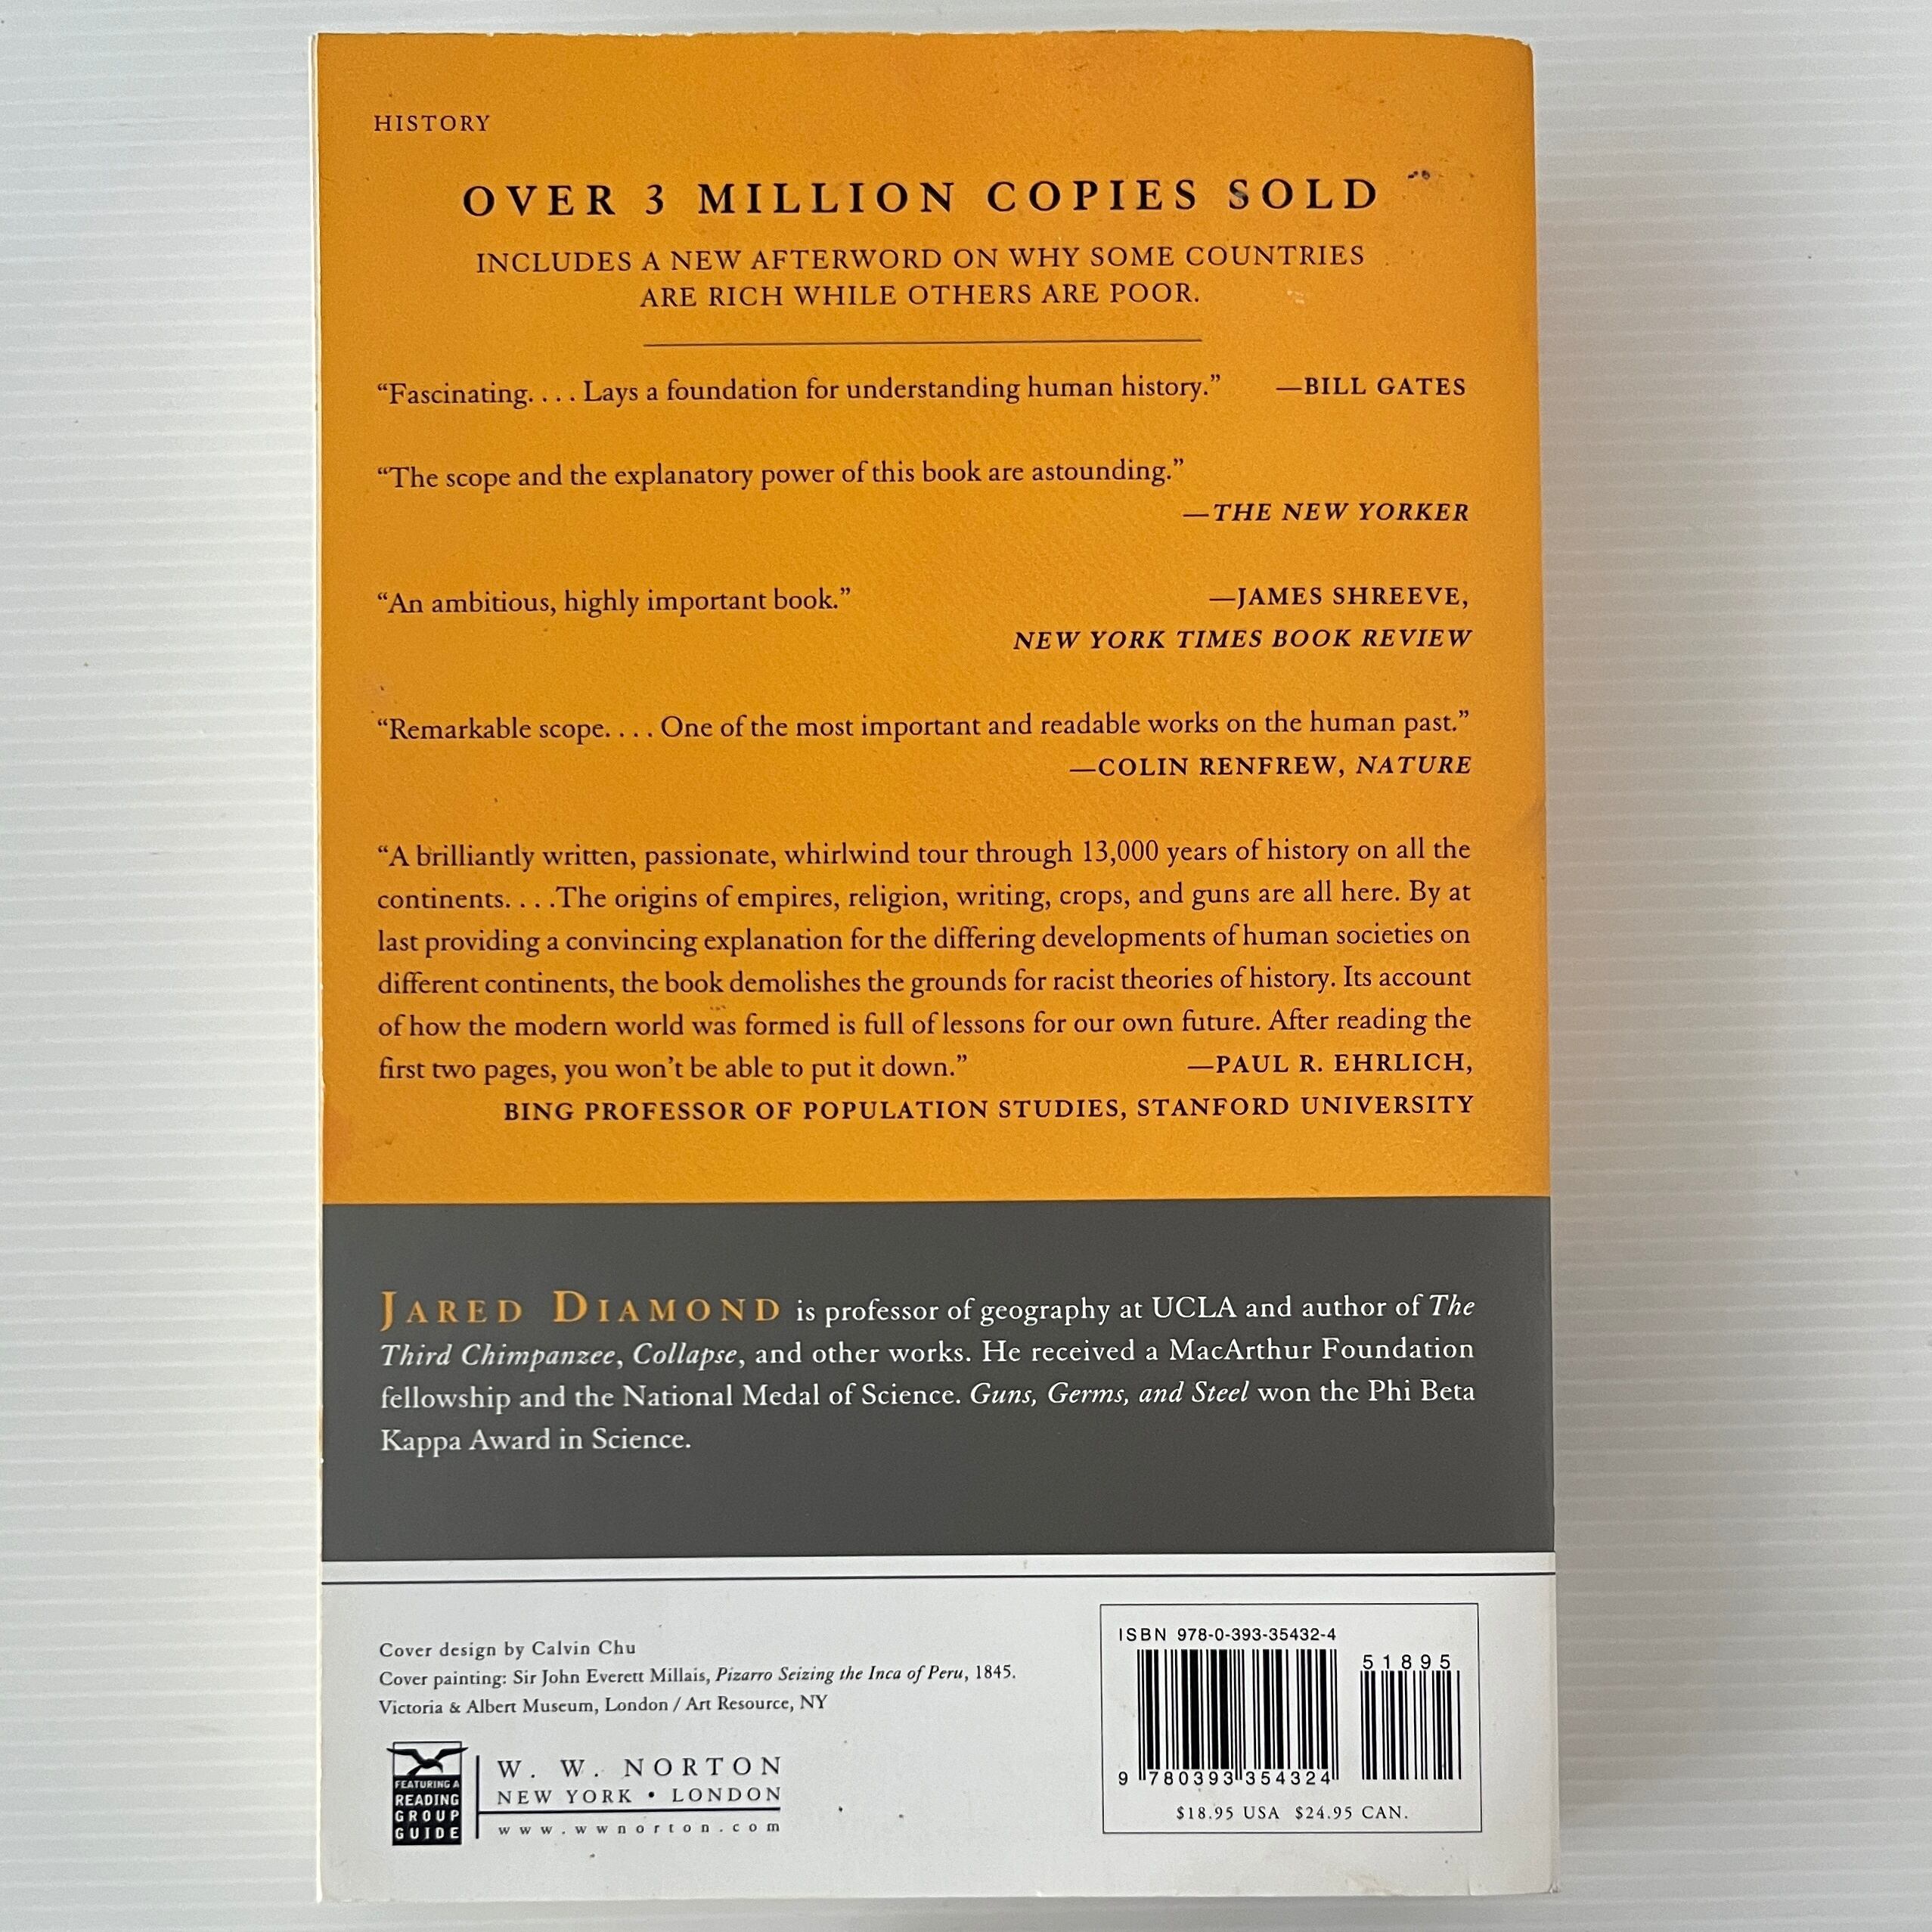 HISTORY
OVER 3 MILLION COPIES SOLD
INCLUDES A NEW AFTERWORD ON WHY SOME COUNTRIES
ARE RICH WHILE OTHERS ARE POOR.
“Fascinating. . . . Lays a foundation for understanding human history.” —BILL GATES
“The scope and the explanatory power of this book are astounding.”
—THE NEW YORKER
“An ambitious, highly important book.” —JAMES SHREEVE,
NEW YORK TIMES BOOK REVIEW
“Remarkable scope. . . . One of the most important and readable works on the human past.”
—COLIN RENFREW, NATURE
“A brilliantly written, passionate, whirlwind tour through 13,000 years of history on all the
continents. . . .The origins of empires, religion, writing, crops, and guns are all here. By at
last providing a convincing explanation for the differing developments of human societies on
different continents, the book demolishes the grounds for racist theories of history. Its account
of how the modern world was formed is full of lessons for our own future. After reading the
first two pages, you won’t be able to put it down.” —PAUL R. EHRLICH,
BING PROFESSOR OF POPULATION STUDIES, STANFORD UNIVERSITY
JARED DIAMOND is professor of geography at UCLA and author of The
Third Chimpanzee, Collapse, and other works. He received a MacArthur Foundation
fellowship and the National Medal of Science. Guns, Germs, and Steel won the Phi Beta
Kappa Award in Science.
Cover design by Calvin Chu
Cover painting: Sir John Everett Millais, Pizarro Seizing the Inca of Peru, 1845.
Victoria & Albert Museum, London / Art Resource, NY
FEATURING A
READING
GROUP
GUIDE
W. W. NORTON
NEW YORK • LONDON
www.wwnorton.com
ISBN 978-0-393-35432-4
51895
9 780393 354324
$18.95 USA $24.95 CAN.